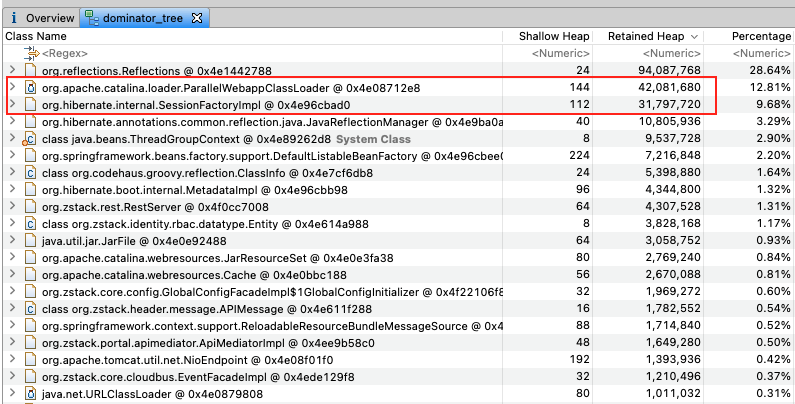 Overview dominator_tree
Class Name Shallow Heap Retained Heap Percentage
<Regex> <Numeric> <Numeric> <Numeric>
org.reflections.Reflections @ 0x4e1442788 24 94,087,768 28.64%
org.apache.catalina.loader.ParallelWebappClassLoader @ 0x4e08712e8 144 42,081,680 12.81%
org.hibernate.internal.SessionFactoryImpl @ 0x4e96cbad0 112 31,797,720 9.68%
org.hibernate.annotations.common.reflection.java.JavaReflectionManager @ 0x4e9ba0a 40 10,805,936 3.29%
class java.beans.ThreadGroupContext @ 0x4e89262d8 System Class 8 9,537,728 2.90%
org.springframework.beans.factory.support.DefaultListableBeanFactory @ 0x4e96cbee0 224 7,216,848 2.20%
class org.codehaus.groovy.reflection.ClassInfo @ 0x4e7cf6db8 24 5,398,880 1.64%
org.hibernate.boot.internal.MetadataImpl @ 0x4e96cbb98 96 4,344,800 1.32%
org.zstack.rest.RestServer @ 0x4f0cc7008 64 4,307,528 1.31%
class org.zstack.identity.rbac.datatype.Entity @ 0x4e614a988 8 3,828,168 1.17%
java.util.jar.JarFile @ 0x4e0e92488 64 3,058,752 0.93%
org.apache.catalina.webresources.JarResourceSet @ 0x4e0e3fa38 80 2,769,240 0.84%
org.apache.catalina.webresources.Cache @ 0x4e0bbc188 56 2,670,088 0.81%
org.zstack.core.config.GlobalConfigFacadeImpl$1GlobalConfigInitializer @ 0x4f22106f8 32 1,969,272 0.60%
class org.zstack.header.message.APIMessage @ 0x4e611f288 16 1,782,552 0.54%
org.springframework.context.support.ReloadableResourceBundleMessageSource @ 0x4 88 1,714,840 0.52%
org.zstack.portal.apimediator.ApiMediatorImpl @ 0x4ee9b58c0 48 1,649,280 0.50%
org.apache.tomcat.util.net.NioEndpoint @ 0x4e08f01f0 192 1,393,936 0.42%
org.zstack.core.cloudbus.EventFacadeImpl @ 0x4ede129f8 32 1,210,496 0.37%
java.net.URLClassLoader @ 0x4e0879808 80 1,011,032 0.31%